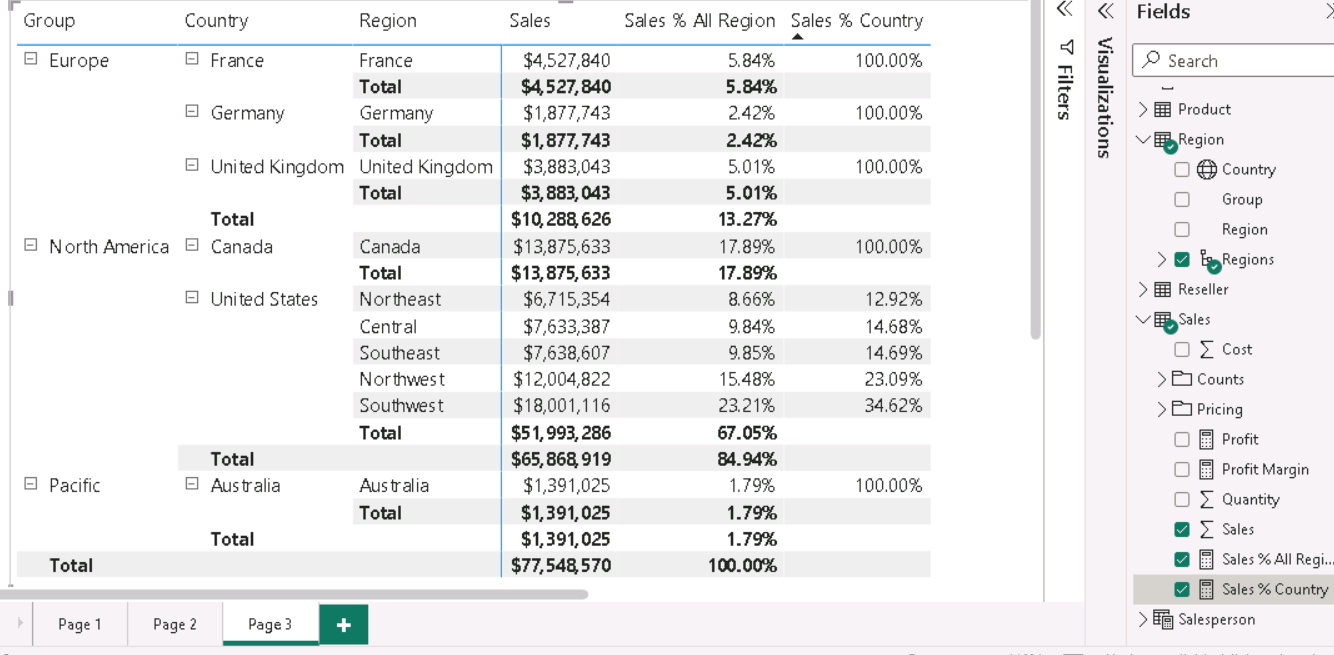 Group Country Region Sales Sales % All Region Sales % Country
Europe France France $4,527,840 5.84% 100.00%
Total $4,527,840 5.84%
Germany Germany $1,877,743 2.42% 100.00%
Total $1,877,743 2.42%
United Kingdom United Kingdom $3,883,043 5.01% 100.00%
Total $3,883,043 5.01%
Total $10,288,626 13.27%
North America Canada Canada $13,875,633 17.89% 100.00%
Total $13,875,633 17.89%
United States Northeast $6,715,354 8.66% 12.92%
Central $7,633,387 9.84% 14.68%
Southeast $7,638,607 9.85% 14.69%
Northwest $12,004,822 15.48% 23.09%
Southwest $18,001,116 23.21% 34.62%
Total $51,993,286 67.05%
Total $65,868,919 84.94%
Pacific Australia Australia $1,391,025 1.79% 100.00%
Total $1,391,025 1.79%
Total $1,391,025 1.79%
Total $77,548,570 100.00%
Page 1 Page 2 Page 3
Filters
Visualizations
Fields
Search
Product
Region
Country
Group
Region
Regions
Reseller
Sales
Cost
Counts
Pricing
Profit
Profit Margin
Quantity
Sales
Sales % All Regi...
Sales % Country
Salesperson